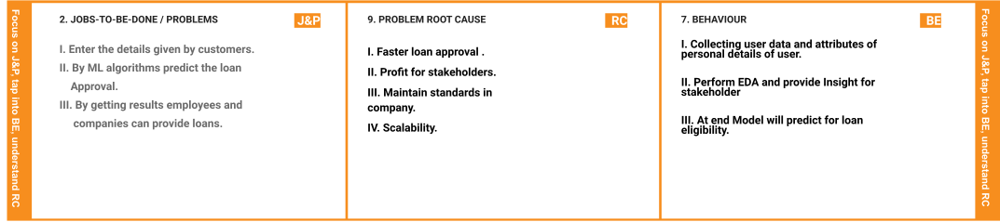 Focus on J&P, tap into BE, understand RC
2. JOBS-TO-BE-DONE / PROBLEMS
J&P
I. Enter the details given by customers.
II. By ML algorithms predict the loan
Approval.
III. By getting results employees and
companies can provide loans.
9. PROBLEM ROOT CAUSE
RC
I. Faster loan approval .
II. Profit for stakeholders.
III. Maintain standards in
company.
IV. Scalability.
7. BEHAVIOUR
BE
I. Collecting user data and attributes of
personal details of user.
II. Perform EDA and provide Insight for
stakeholder
III. At end Model will predict for loan
eligibility.
Focus on J&P, tap into BE, understand RC